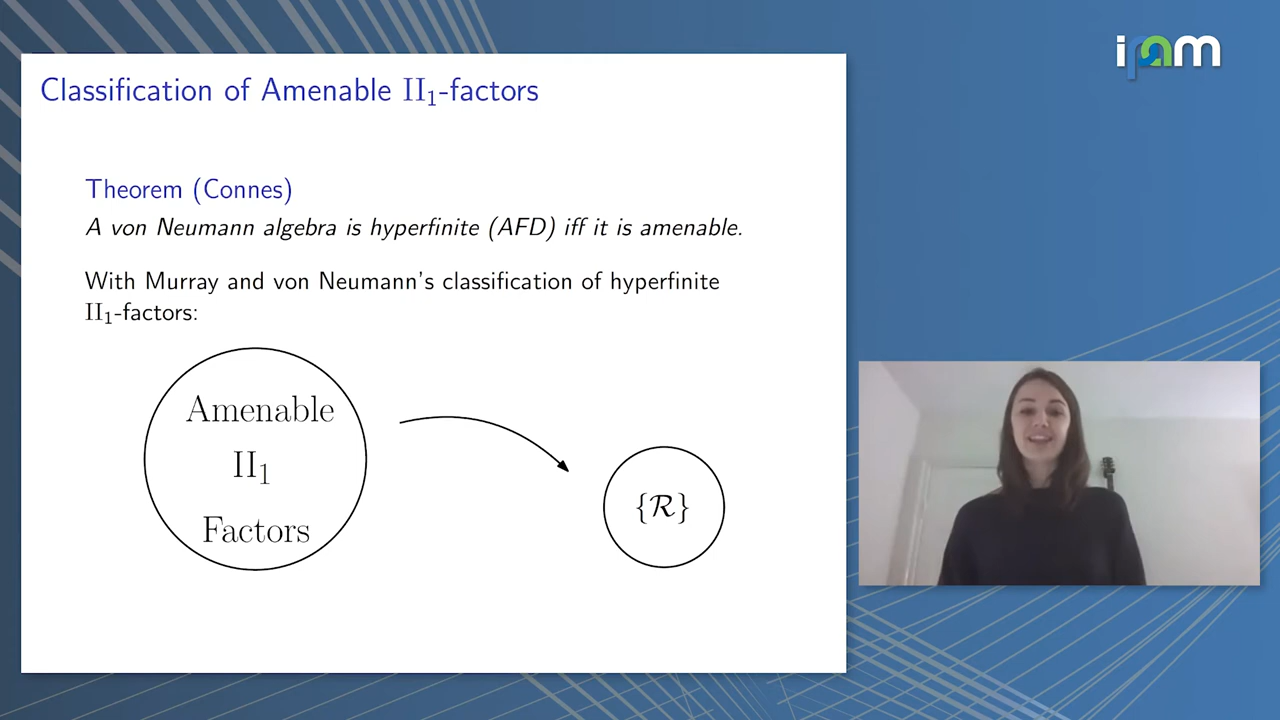 ipam
Classification of Amenable II₁-factors
Theorem (Connes)
A von Neumann algebra is hyperfinite (AFD) iff it is amenable.
With Murray and von Neumann's classification of hyperfinite
II₁-factors:
Amenable
II₁
Factors
{ℛ}